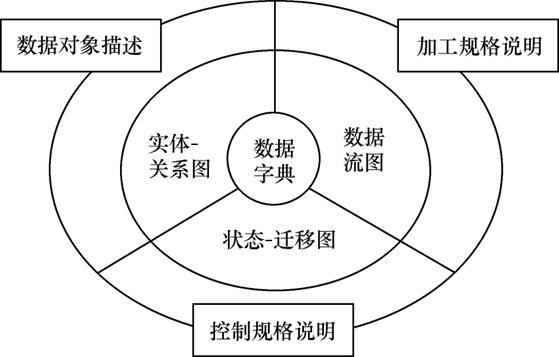 数据对象描述
加工规格说明
实体-
关系图
数据
字典
数据
流图
状态-迁移图
控制规格说明